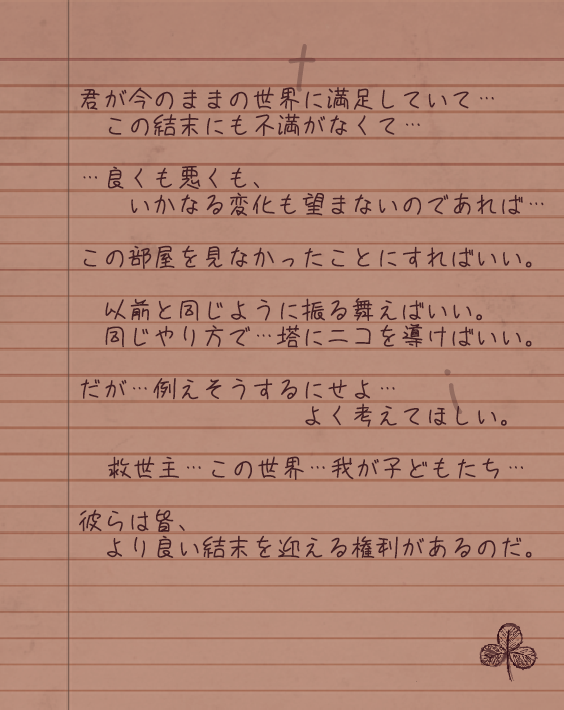 君が今のままの世界に満足していて…
この結末にも不満がなくて…
…良くも悪くも、
いかなる変化も望まないのであれば…
この部屋を見なかったことにすればいい。
以前と同じように振る舞えばいい。
同じやり方で…塔にニコを導けばいい。
だが…例えそうするにせよ…
よく考えてほしい。
救世主…この世界…我が子どもたち…
彼らは皆、
より良い結末を迎える権利があるのだ。